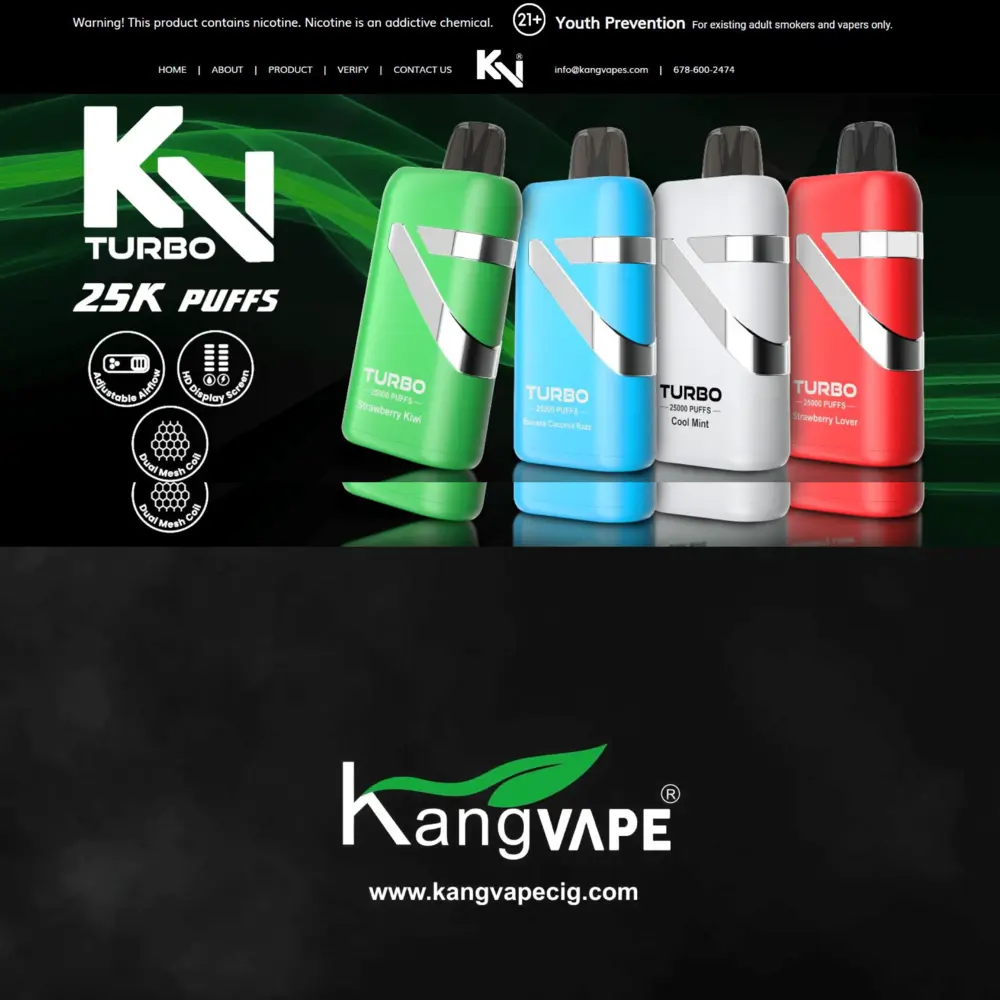 Warning! This product contains nicotine. Nicotine is an addictive chemical.
21+ Youth Prevention For existing adult smokers and vapers only.
HOME | ABOUT | PRODUCT | VERIFY | CONTACT US
KV®
info@kangvapes.com | 678-600-2474
KV
TURBO
25K PUFFS
Adjustable Airflow
HD Display Screen
Dual Mesh Coil
Dual Mesh Coil
TURBO
25000 PUFFS
Strawberry Kiwi
TURBO
25000 PUFFS
Banana Coconut Razz
TURBO
25000 PUFFS
Cool Mint
TURBO
25000 PUFFS
Strawberry Lover
KangVAPE®
www.kangvapecig.com